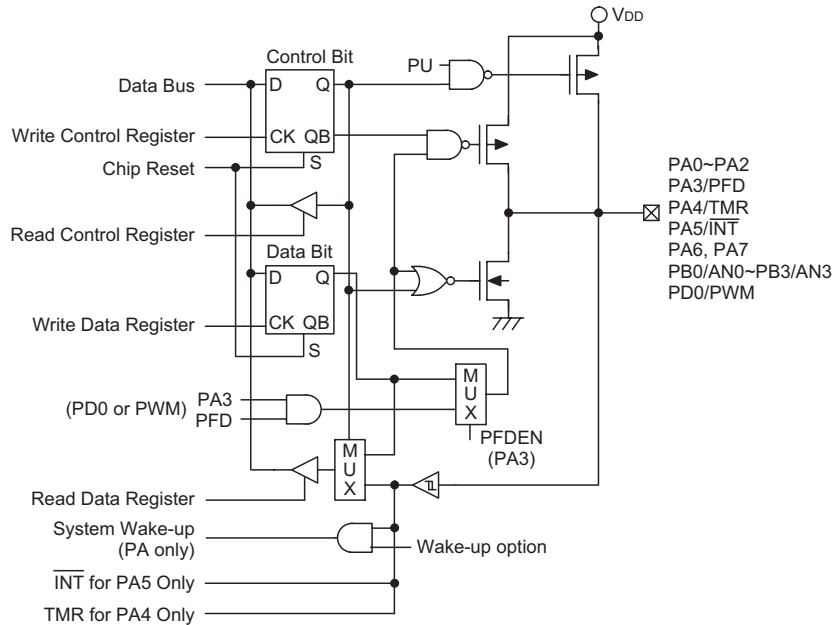 VDD
Control Bit
PU
Data Bus
D Q
Write Control Register
CK QB
Chip Reset
S
PA0~PA2
PA3/PFD
PA4/TMR
PA5/INT
PA6, PA7
PB0/AN0~PB3/AN3
PD0/PWM
Read Control Register
Data Bit
D Q
Write Data Register
CK QB
S
MUX
PA3
(PD0 or PWM)
PFD
PFDEN
(PA3)
MUX
Read Data Register
System Wake-up
(PA only)
Wake-up option
INT for PA5 Only
TMR for PA4 Only